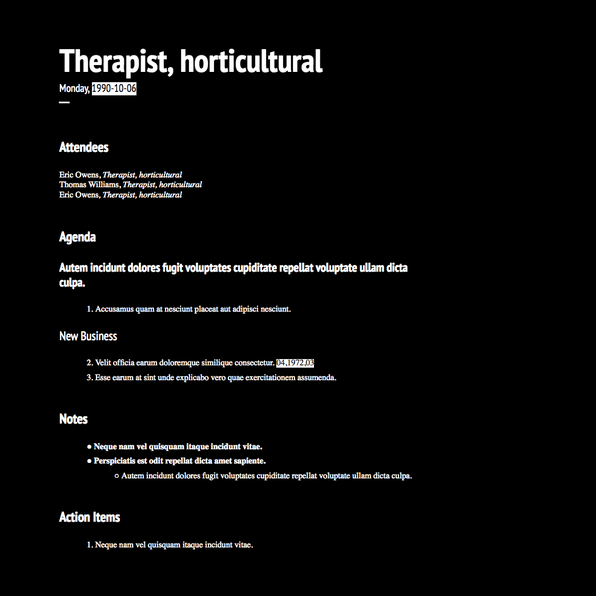 Therapist, horticultural
Monday, 1990-10-06
Attendees
Eric Owens, Therapist, horticultural
Thomas Williams, Therapist, horticultural
Eric Owens, Therapist, horticultural
Agenda
Autem incidunt dolores fugit voluptates cupiditate repellat voluptate ullam dicta
culpa.
1. Accusamus quam at nesciunt placeat aut adipisci nesciunt.
New Business
2. Velit officia earum doloremque similique consectetur. 04.1972.03
3. Esse earum at sint unde explicabo vero quae exercitationem assumenda.
Notes
● Neque nam vel quisquam itaque incidunt vitae.
● Perspiciatis est odit repellat dicta amet sapiente.
○ Autem incidunt dolores fugit voluptates cupiditate repellat voluptate ullam dicta culpa.
Action Items
1. Neque nam vel quisquam itaque incidunt vitae.